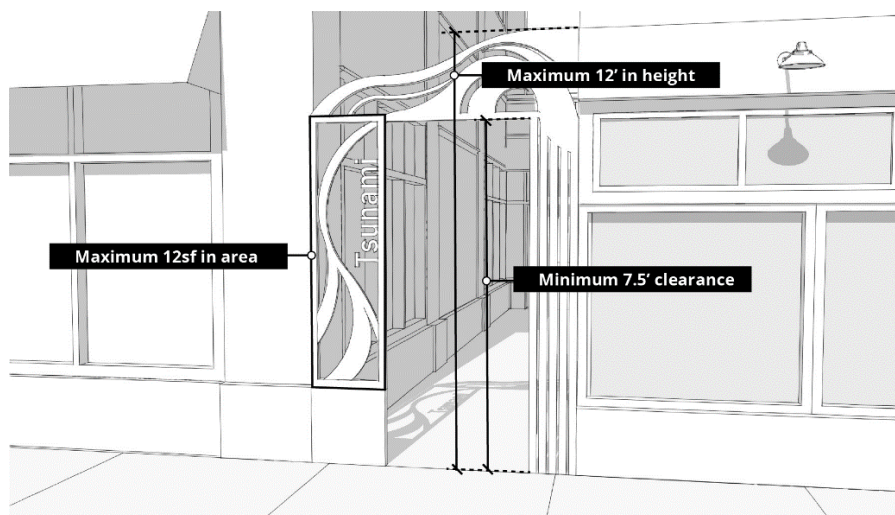 Maximum 12' in height
Tsunami
Maximum 12sf in area
Minimum 7.5' clearance